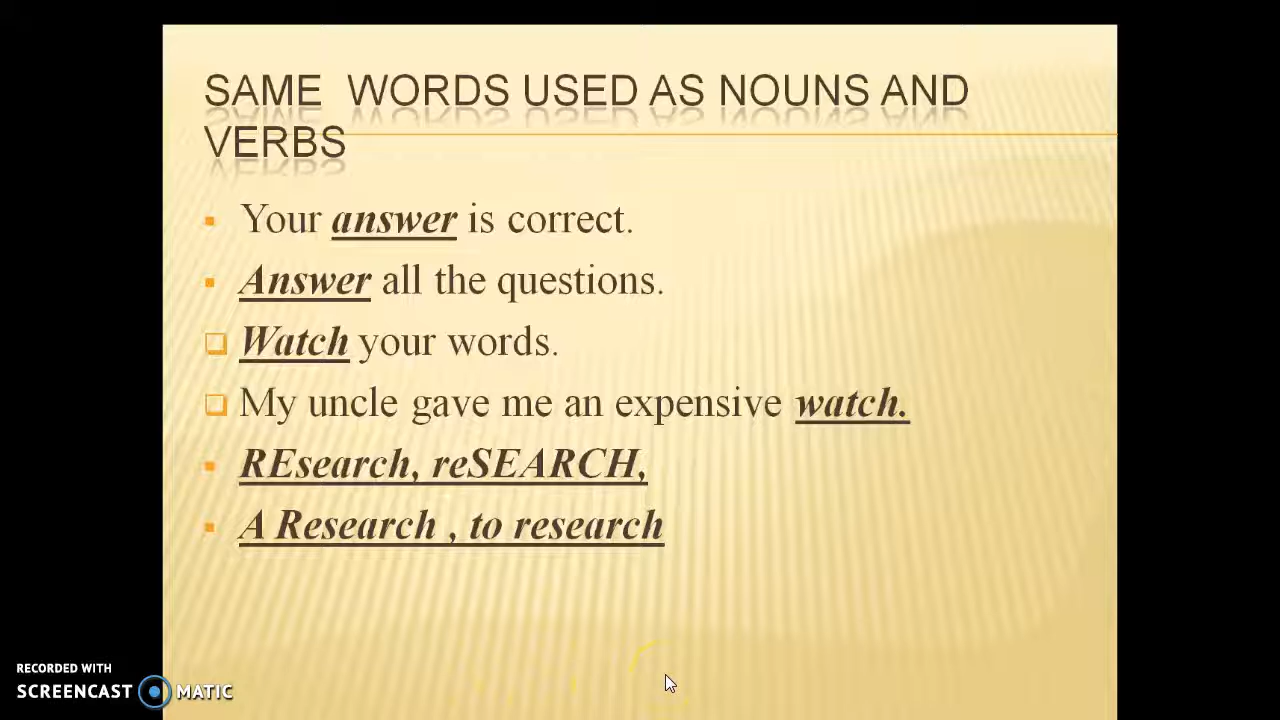 SAME WORDS USED AS NOUNS AND
VERBS
Your answer is correct.
Answer all the questions.
Watch your words.
My uncle gave me an expensive watch.
REsearch, reSEARCH,
A Research , to research
RECORDED WITH
SCREENCAST MATIC